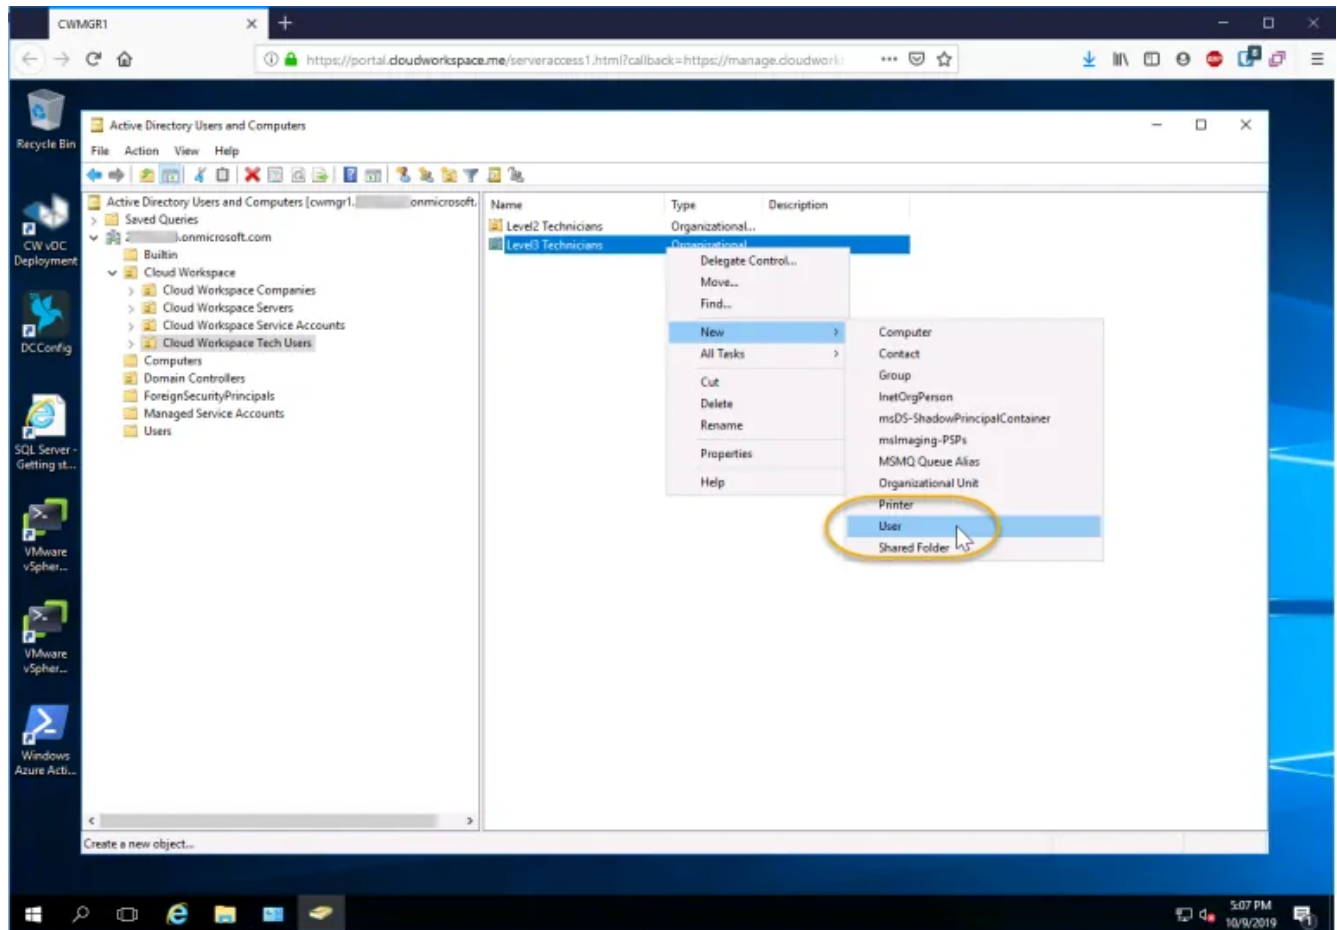 CWMGR1
https://portal.cloudworkspace.me/serveraccess1.html?callback=https://manage.cloudwork
Recycle Bin
Active Directory Users and Computers
File Action View Help
Active Directory Users and Computers [cwmgr1. onmicrosoft.
Saved Queries
.onmicrosoft.com
Builtin
Cloud Workspace
Cloud Workspace Companies
Cloud Workspace Servers
Cloud Workspace Service Accounts
Cloud Workspace Tech Users
Computers
Domain Controllers
ForeignSecurityPrincipals
Managed Service Accounts
Users
Name Type Description
Level2 Technicians Organizational...
Level3 Technicians Organizational
Delegate Control...
Move...
Find...
New
All Tasks
Cut
Delete
Rename
Properties
Help
Computer
Contact
Group
InetOrgPerson
msDS-ShadowPrincipalContainer
msImaging-PSPs
MSMQ Queue Alias
Organizational Unit
Printer
User
Shared Folder
CW vDC
Deployment
DCConfig
SQL Server -
Getting st...
VMware
vSpher...
VMware
vSpher...
Windows
Azure Acti...
Create a new object...
5:07 PM
10/9/2019